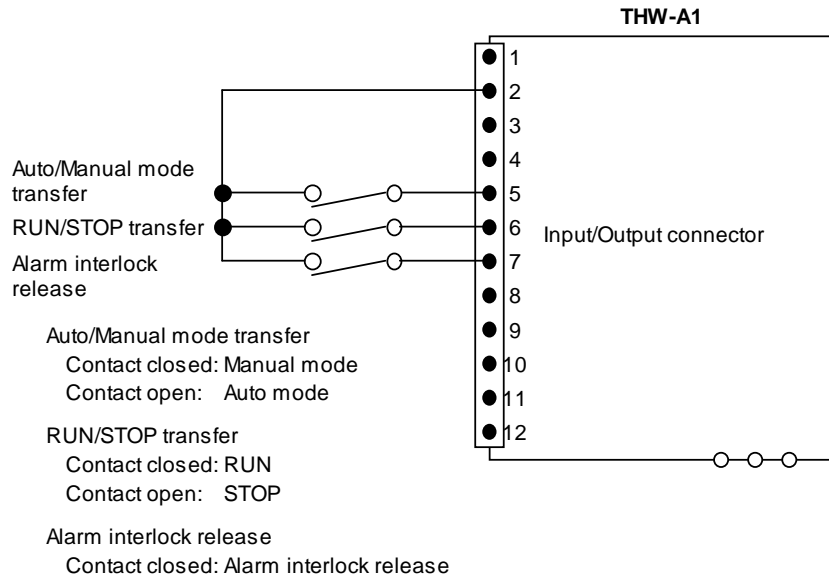 THW-A1
1
2
3
4
Auto/Manual mode
transfer
5
RUN/STOP transfer
6
Input/Output connector
Alarm interlock
release
7
8
9
10
11
12
Auto/Manual mode transfer
Contact closed: Manual mode
Contact open: Auto mode
RUN/STOP transfer
Contact closed: RUN
Contact open: STOP
Alarm interlock release
Contact closed: Alarm interlock release